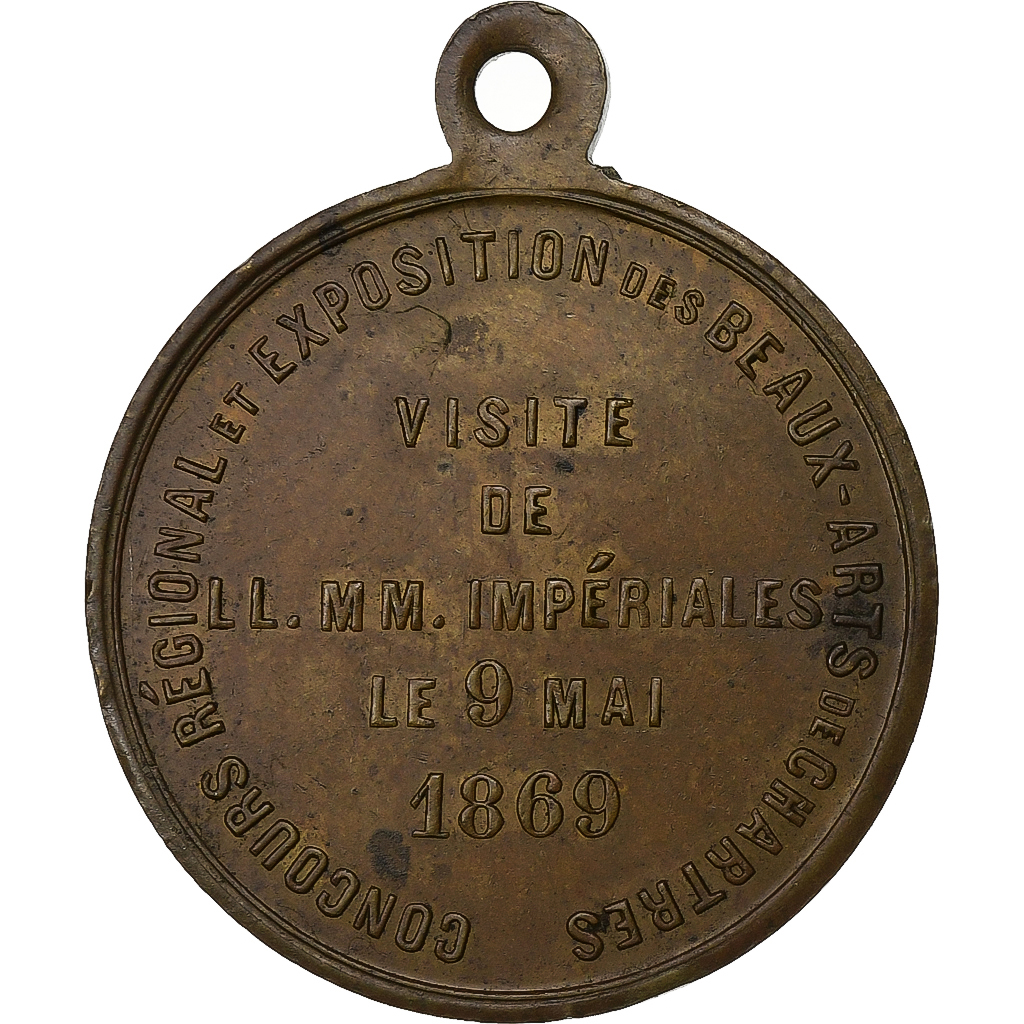 CONCOURS RÉGIONAL ET EXPOSITION DES BEAUX-ARTS DE CHARTRES
VISITE
DE
LL. MM. IMPÉRIALES
LE 9 MAI
1869